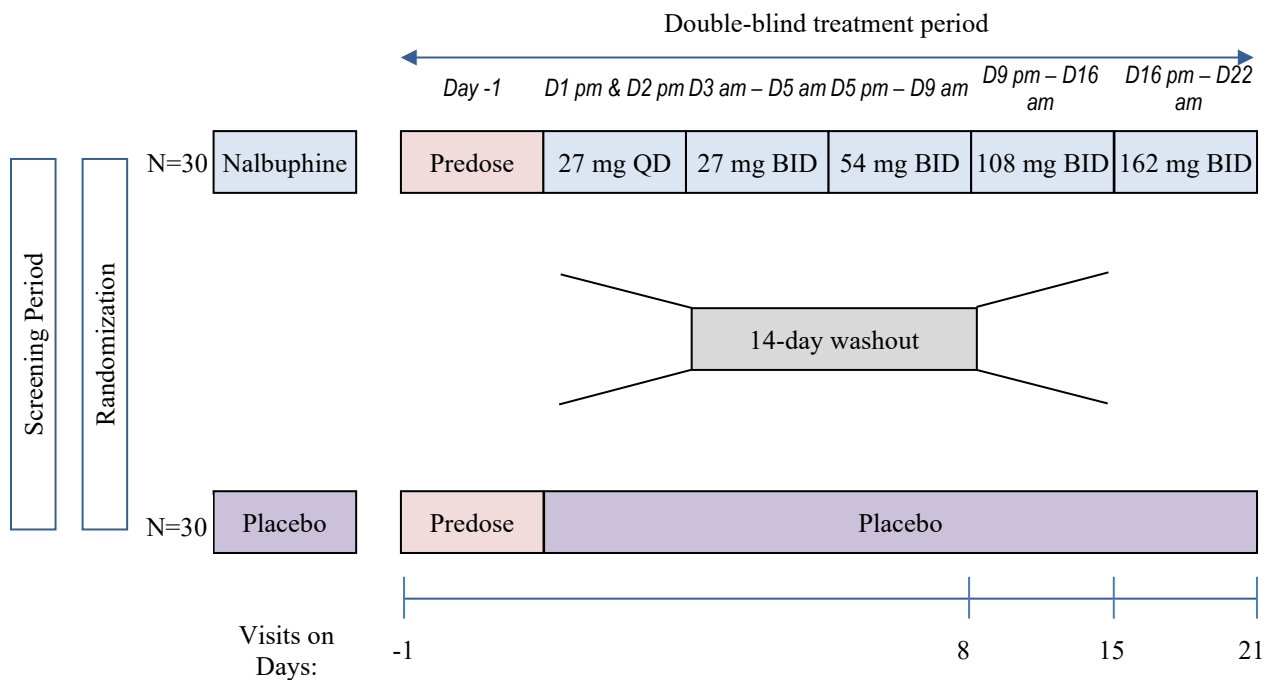 Double-blind treatment period
Day -1
D1 pm & D2 pm
D3 am – D5 am
D5 pm – D9 am
D9 pm – D16
am
D16 pm – D22
am
Screening Period
Randomization
N=30
Nalbuphine
Predose
27 mg QD
27 mg BID
54 mg BID
108 mg BID
162 mg BID
14-day washout
N=30
Placebo
Predose
Placebo
Visits on
Days:
-1
8
15
21